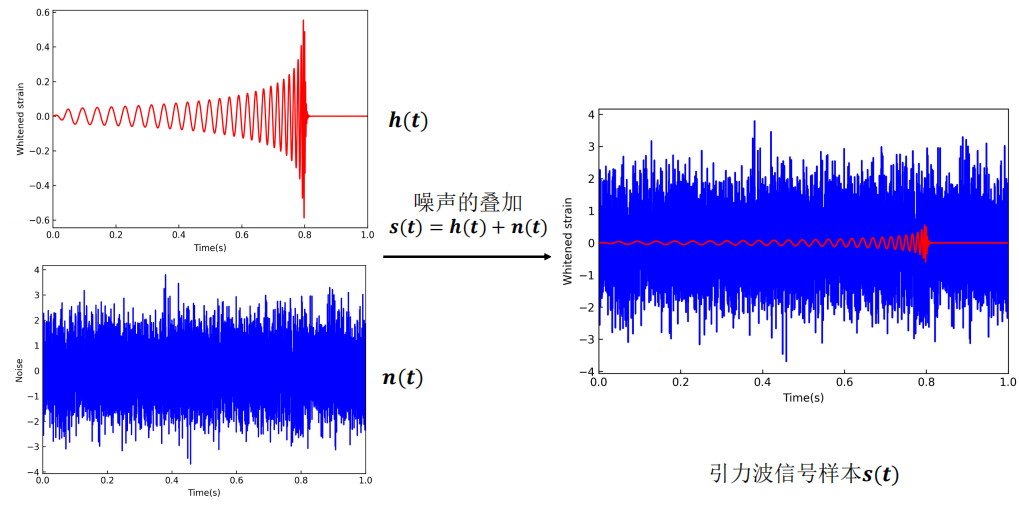 0.6
0.4
0.2
0.0
−0.2
−0.4
−0.6
Whitened strain
0.0 0.2 0.4 0.6 0.8 1.0
Time(s)
h(t)
4
3
2
1
0
−1
−2
−3
−4
Noise
0.0 0.2 0.4 0.6 0.8 1.0
Time(s)
n(t)
噪声的叠加
s(t) = h(t) + n(t)
4
3
2
1
0
−1
−2
−3
−4
Whitened strain
0.0 0.2 0.4 0.6 0.8 1.0
Time(s)
引力波信号样本s(t)